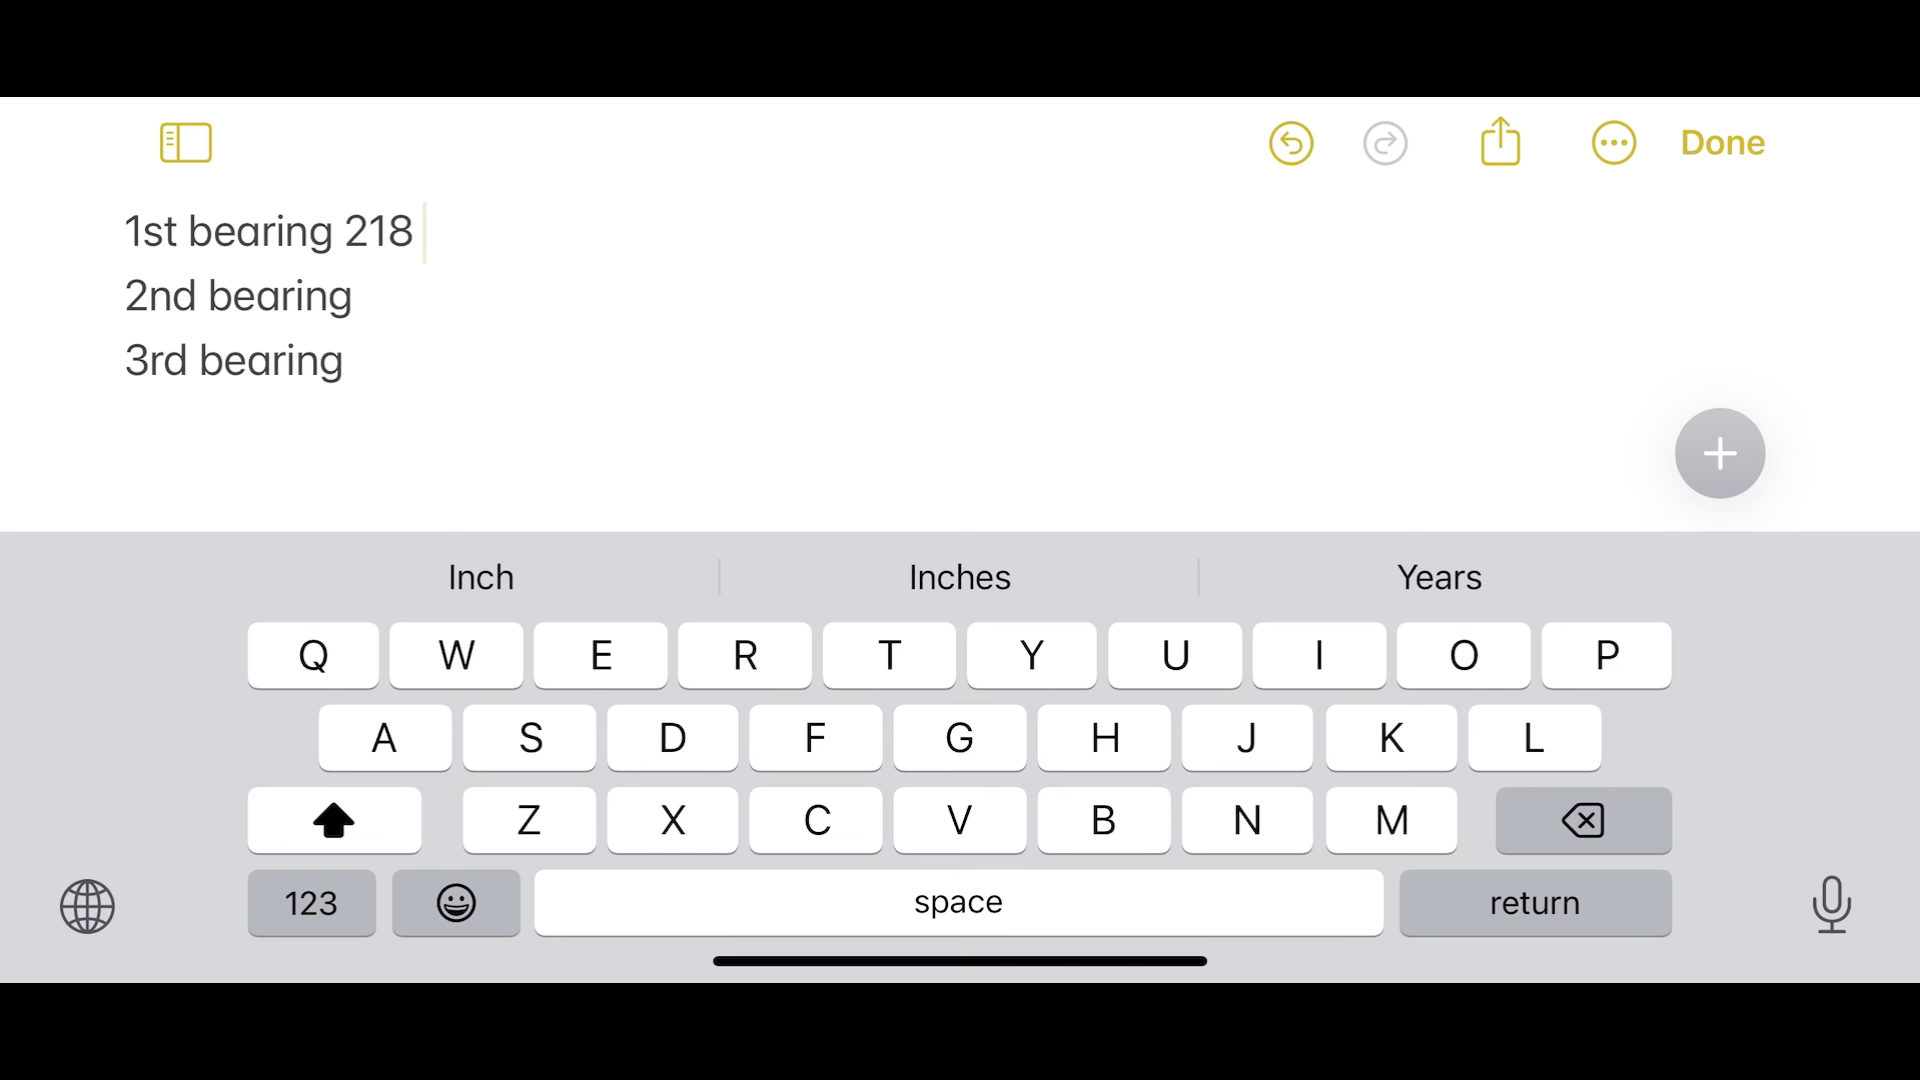 Done
1st bearing 218
2nd bearing
3rd bearing
Inch Inches Years
Q W E R T Y U I O P
A S D F G H J K L
Z X C V B N M
123 space return